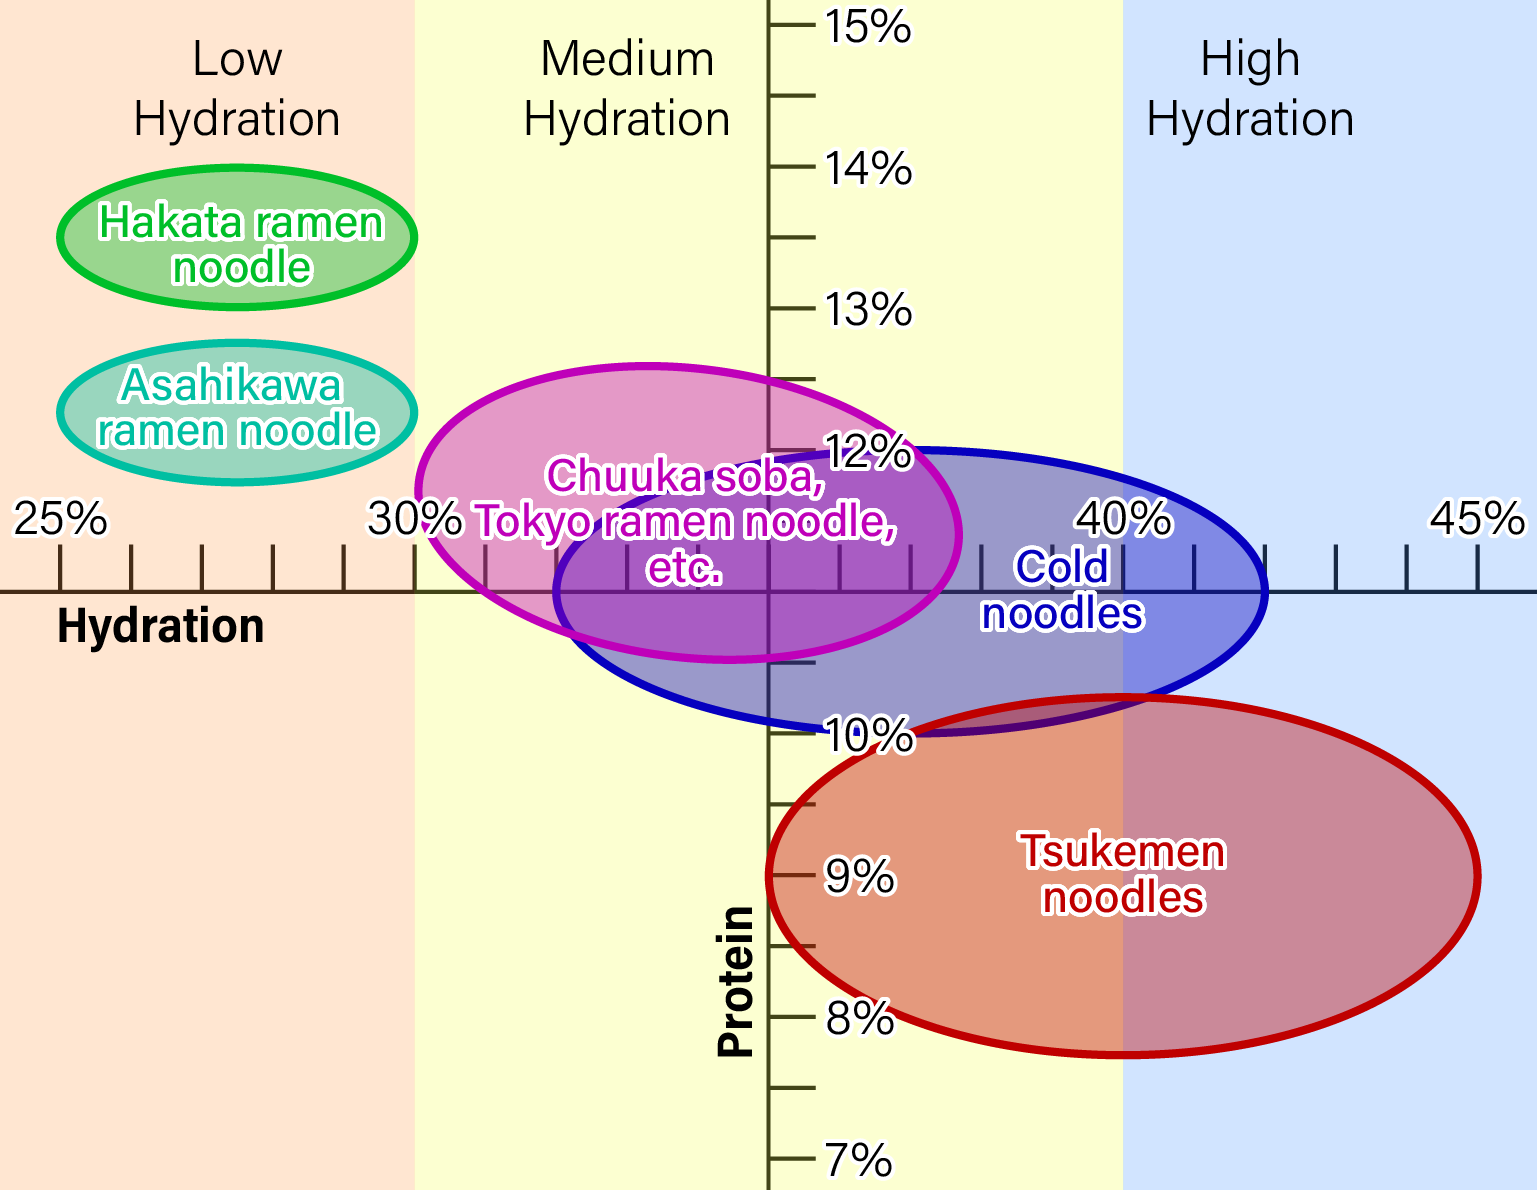 Low
Hydration
Medium
Hydration
High
Hydration
15%
14%
13%
12%
10%
9%
8%
7%
Hakata ramen
noodle
Asahikawa
ramen noodle
Chuuka soba,
Tokyo ramen noodle,
etc.
25%
30%
40%
45%
Cold
noodles
Hydration
Tsukemen
noodles
Protein